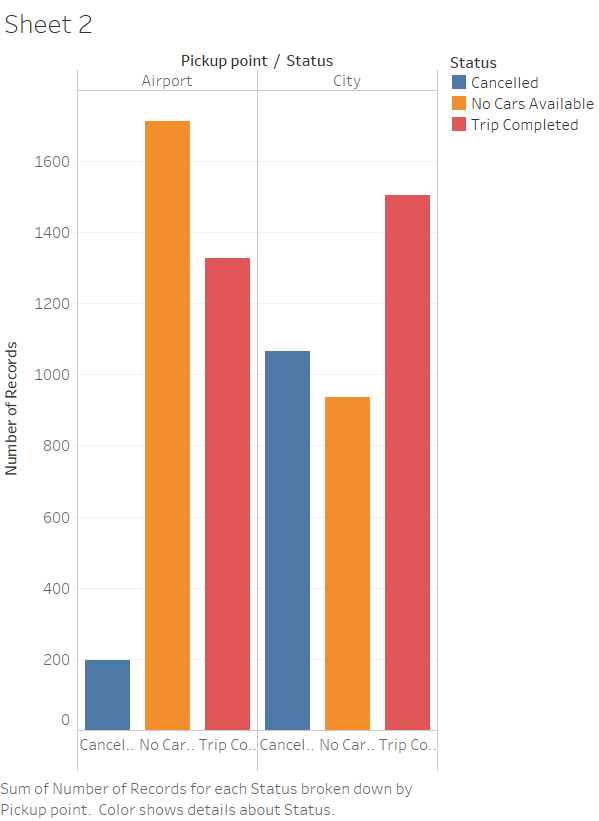 Sheet 2
Pickup point / Status
Airport City
Status
Cancelled
No Cars Available
Trip Completed
Number of Records
1600
1400
1200
1000
800
600
400
200
0
Cancel.. No Car.. Trip Co.. Cancel.. No Car.. Trip Co..
Sum of Number of Records for each Status broken down by
Pickup point. Color shows details about Status.